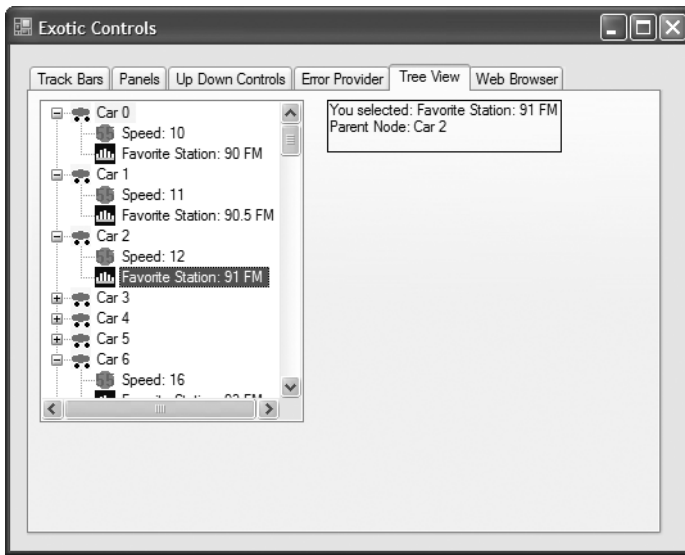 Exotic Controls
Track Bars Panels Up Down Controls Error Provider Tree View Web Browser
Car 0
Speed: 10
Favorite Station: 90 FM
Car 1
Speed: 11
Favorite Station: 90.5 FM
Car 2
Speed: 12
Favorite Station: 91 FM
Car 3
Car 4
Car 5
Car 6
Speed: 16
You selected: Favorite Station: 91 FM
Parent Node: Car 2